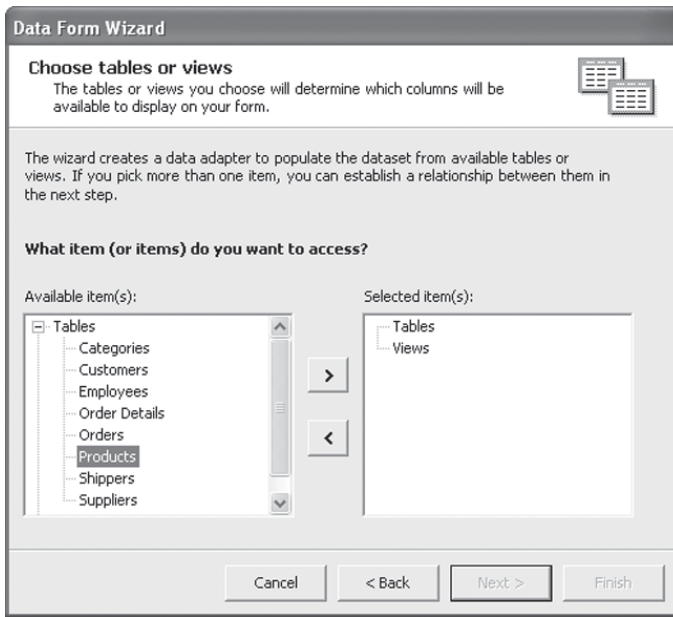 Data Form Wizard
Choose tables or views
The tables or views you choose will determine which columns will be
available to display on your form.
The wizard creates a data adapter to populate the dataset from available tables or
views. If you pick more than one item, you can establish a relationship between them in
the next step.
What item (or items) do you want to access?
Available item(s):
Tables
Categories
Customers
Employees
Order Details
Orders
Products
Shippers
Suppliers
>
<
Selected item(s):
Tables
Views
Cancel
< Back
Next >
Finish